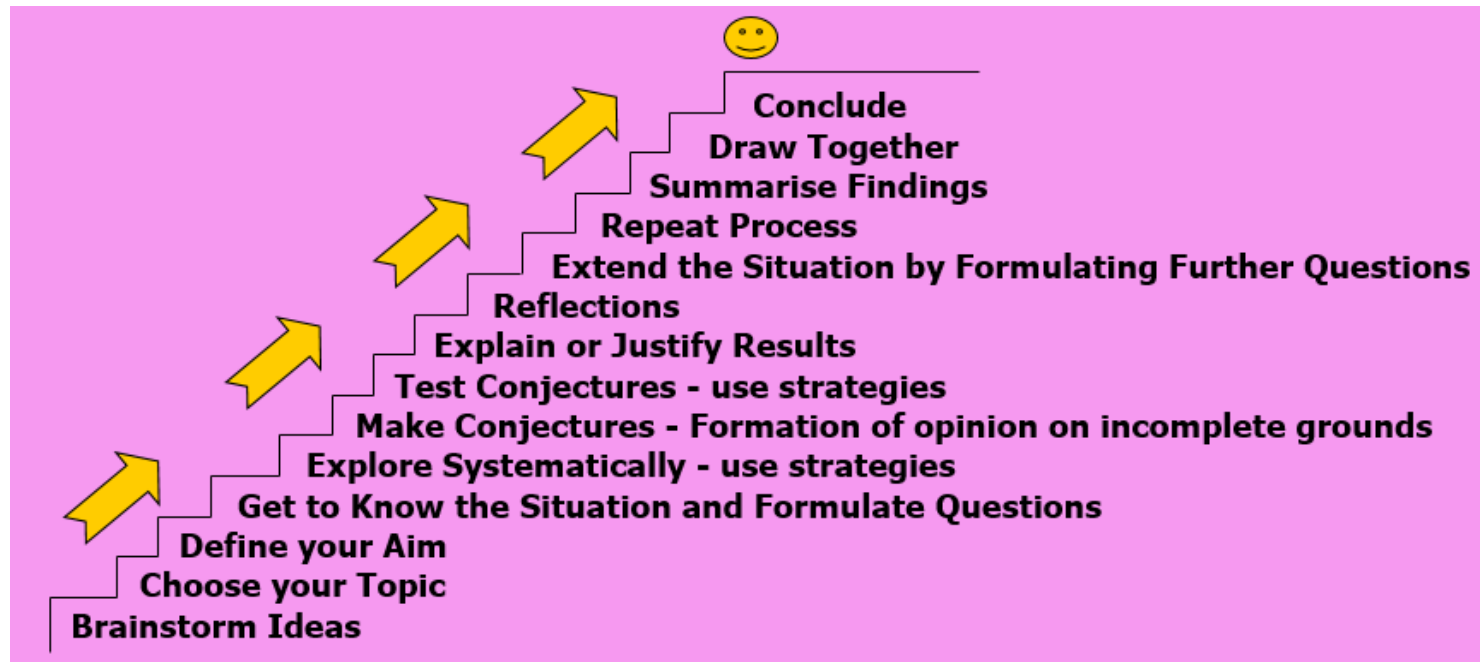 Conclude
Draw Together
Summarise Findings
Repeat Process
Extend the Situation by Formulating Further Questions
Reflections
Explain or Justify Results
Test Conjectures - use strategies
Make Conjectures - Formation of opinion on incomplete grounds
Explore Systematically - use strategies
Get to Know the Situation and Formulate Questions
Define your Aim
Choose your Topic
Brainstorm Ideas